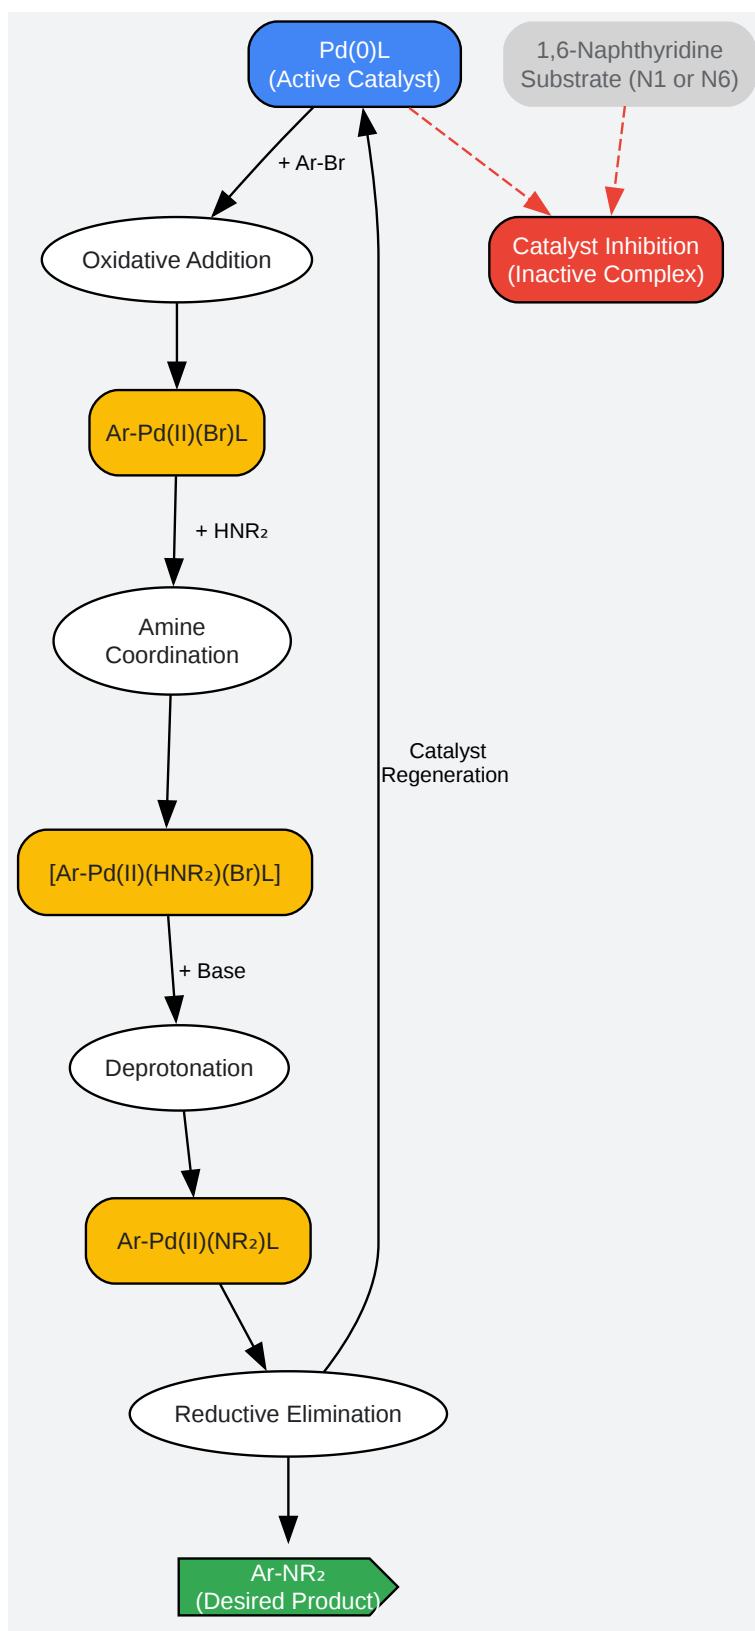 Pd(0)L
(Active Catalyst)
1,6-Naphthyridine
Substrate (N1 or N6)
+ Ar-Br
Oxidative Addition
Catalyst Inhibition
(Inactive Complex)
Ar-Pd(II)(Br)L
+ HNR₂
Amine
Coordination
Catalyst
Regeneration
[Ar-Pd(II)(HNR₂)(Br)L]
+ Base
Deprotonation
Ar-Pd(II)(NR₂)L
Reductive Elimination
Ar-NR₂
(Desired Product)